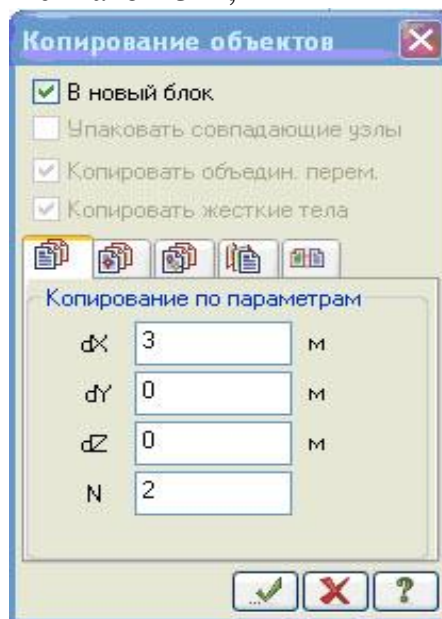 Копирование объектов
В новый блок
Упаковать совпадающие узлы
Копировать объедин. перем.
Копировать жесткие тела
Копирование по параметрам
dX 3 м
dY 0 м
dZ 0 м
N 2
?